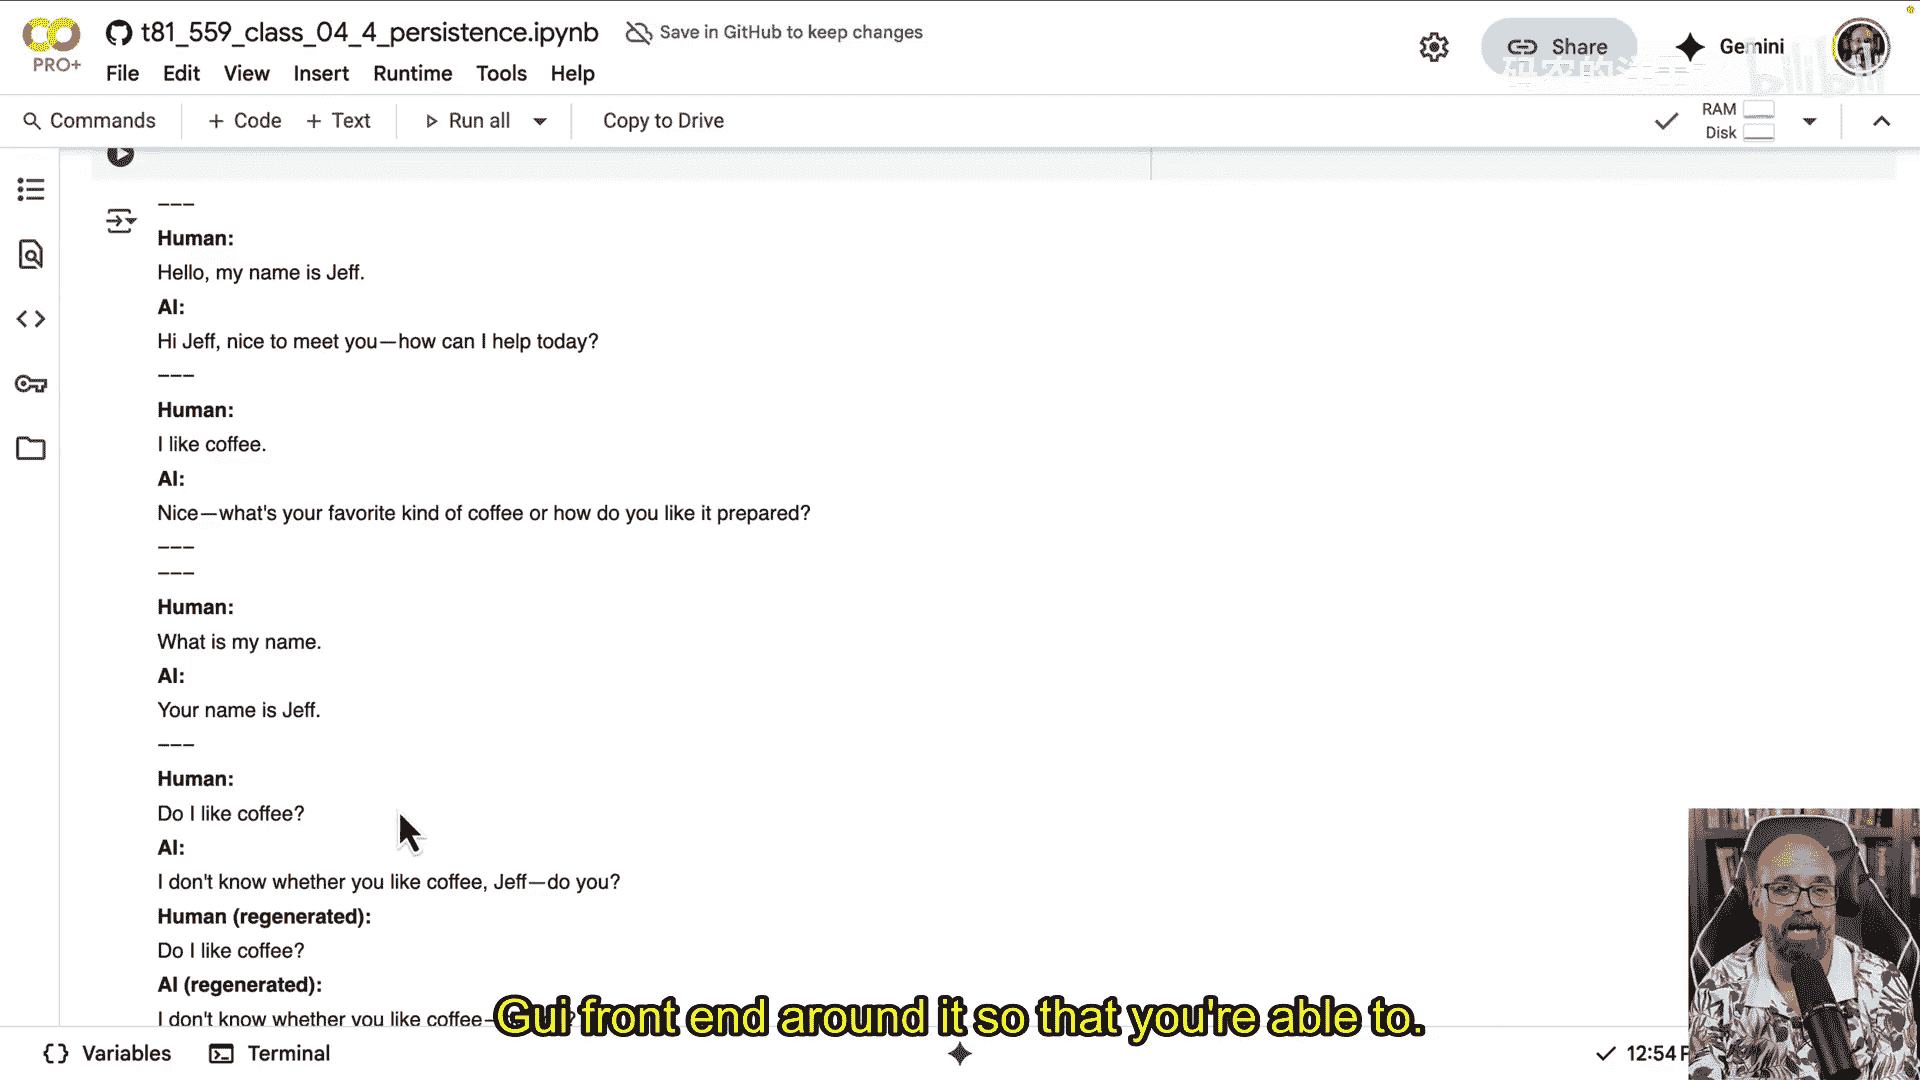 t81_559_class_04_4_persistence.ipynb
Save in GitHub to keep changes
PRO+
File Edit View Insert Runtime Tools Help
Share
Gemini
Commands
+ Code
+ Text
Run all
Copy to Drive
RAM
Disk
---
Human:
Hello, my name is Jeff.
AI:
Hi Jeff, nice to meet you—how can I help today?
---
Human:
I like coffee.
AI:
Nice—what's your favorite kind of coffee or how do you like it prepared?
---
---
Human:
What is my name.
AI:
Your name is Jeff.
---
Human:
Do I like coffee?
AI:
I don't know whether you like coffee, Jeff—do you?
Human (regenerated):
Do I like coffee?
AI (regenerated):
I don't know whether you like coffee—
Gui front end around it so that you're able to.
Variables
Terminal
12:54